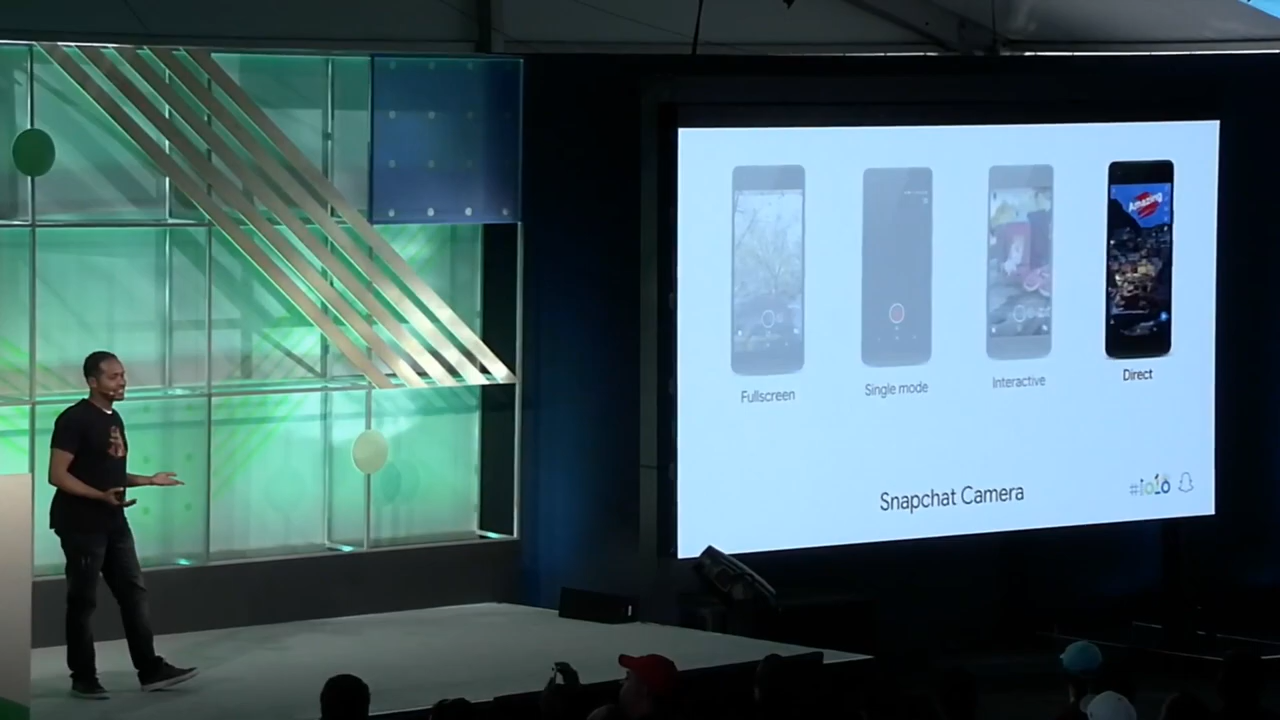 Amazing
Fullscreen
Single mode
Interactive
Direct
Snapchat Camera
#io18